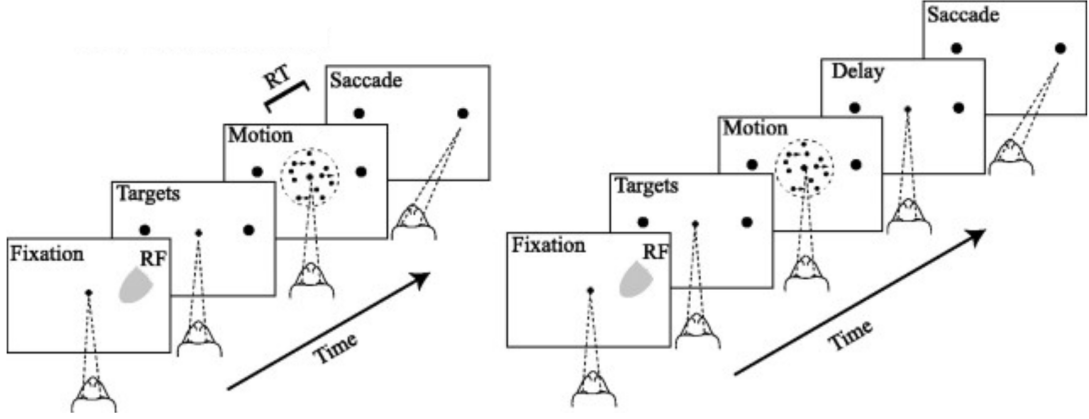 Fixation
RF
Targets
Motion
RT
Saccade
Time
Fixation
RF
Targets
Motion
Delay
Saccade
Time